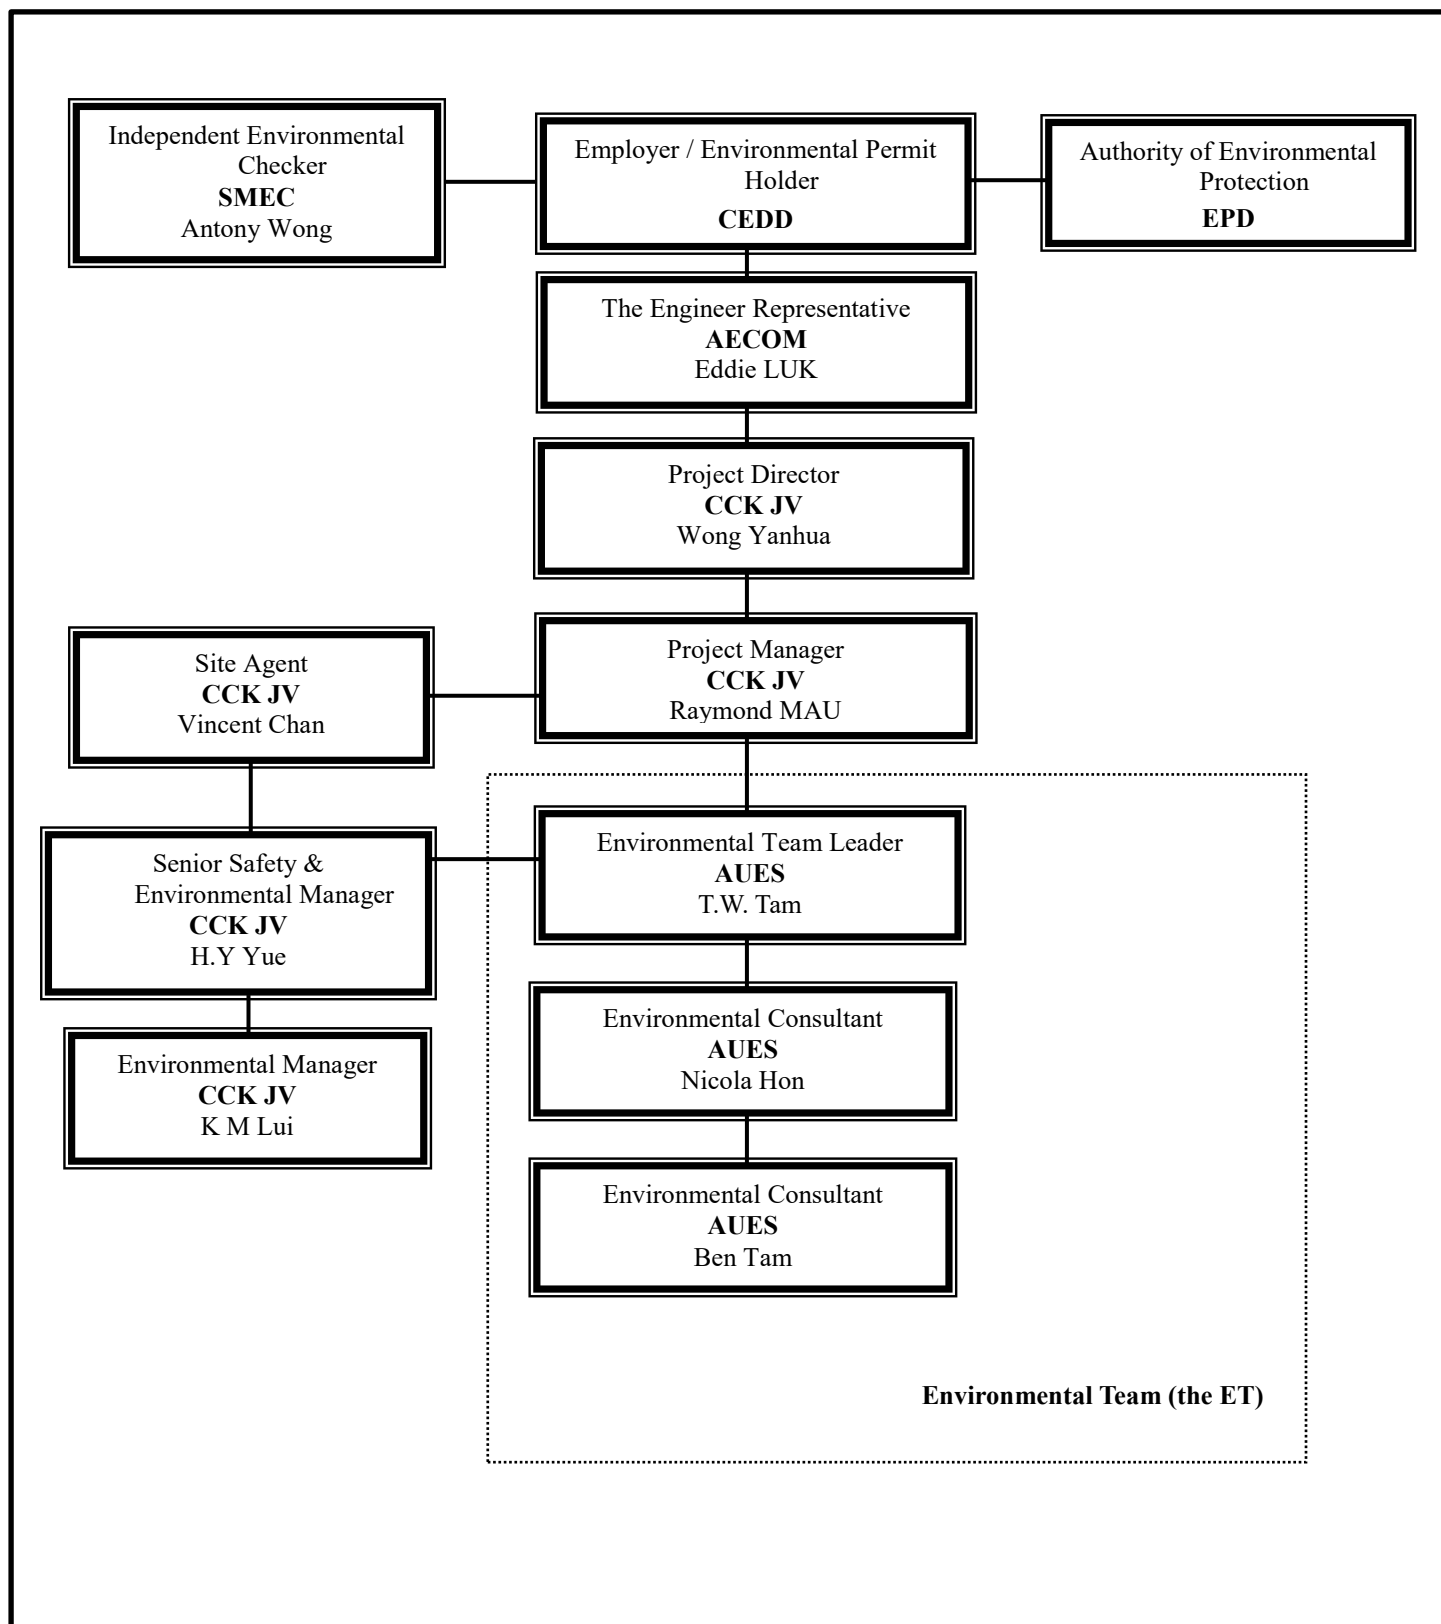 Independent Environmental
Checker
SMEC
Antony Wong
Employer / Environmental Permit
Holder
CEDD
Authority of Environmental
Protection
EPD
The Engineer Representative
AECOM
Eddie LUK
Project Director
CCK JV
Wong Yanhua
Site Agent
CCK JV
Vincent Chan
Project Manager
CCK JV
Raymond MAU
Senior Safety &
Environmental Manager
CCK JV
H.Y Yue
Environmental Team Leader
AUES
T.W. Tam
Environmental Manager
CCK JV
K M Lui
Environmental Consultant
AUES
Nicola Hon
Environmental Consultant
AUES
Ben Tam
Environmental Team (the ET)